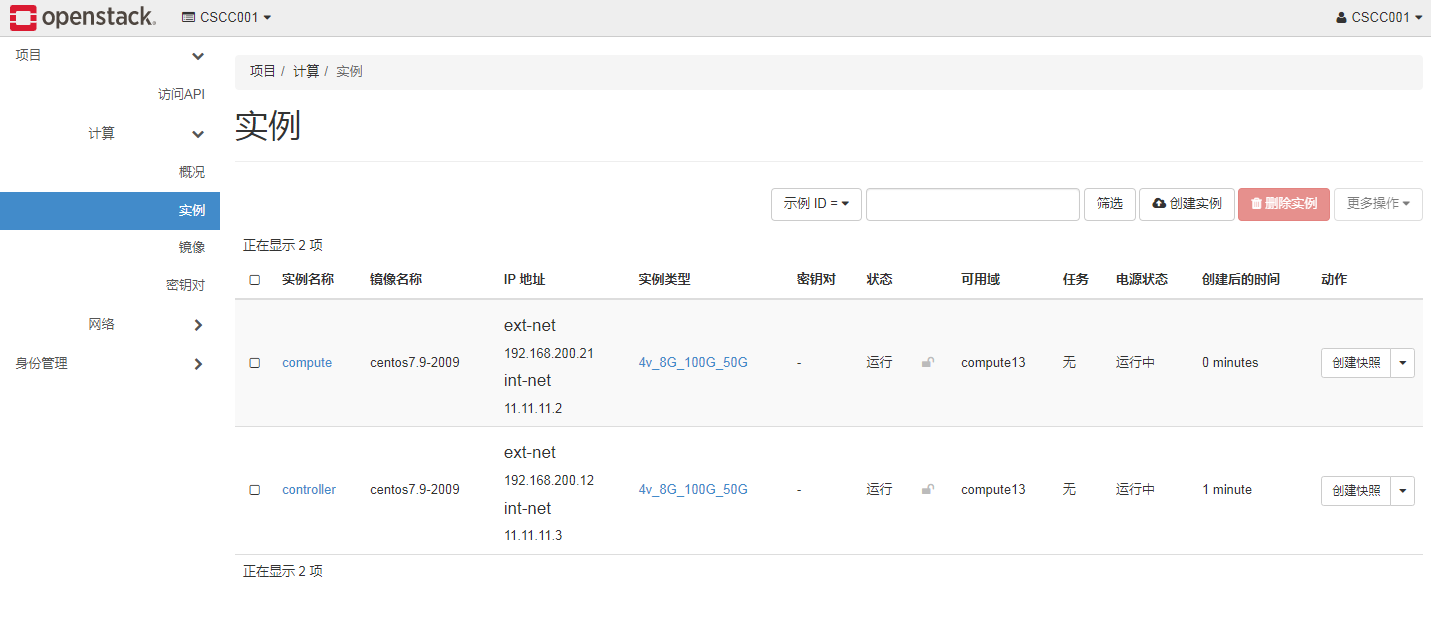 openstack. CSCC001 CSCC001
项目
访问API
计算
概况
实例
镜像
密钥对
网络
身份管理
项目 / 计算 / 实例
实例
示例 ID = 筛选 创建实例 删除实例 更多操作
正在显示 2 项
实例名称 镜像名称 IP 地址 实例类型 密钥对 状态 可用域 任务 电源状态 创建后的时间 动作
ext-net
192.168.200.21
compute centos7.9-2009 4v_8G_100G_50G - 运行 compute13 无 运行中 0 minutes 创建快照
int-net
11.11.11.2
ext-net
192.168.200.12
controller centos7.9-2009 4v_8G_100G_50G - 运行 compute13 无 运行中 1 minute 创建快照
int-net
11.11.11.3
正在显示 2 项